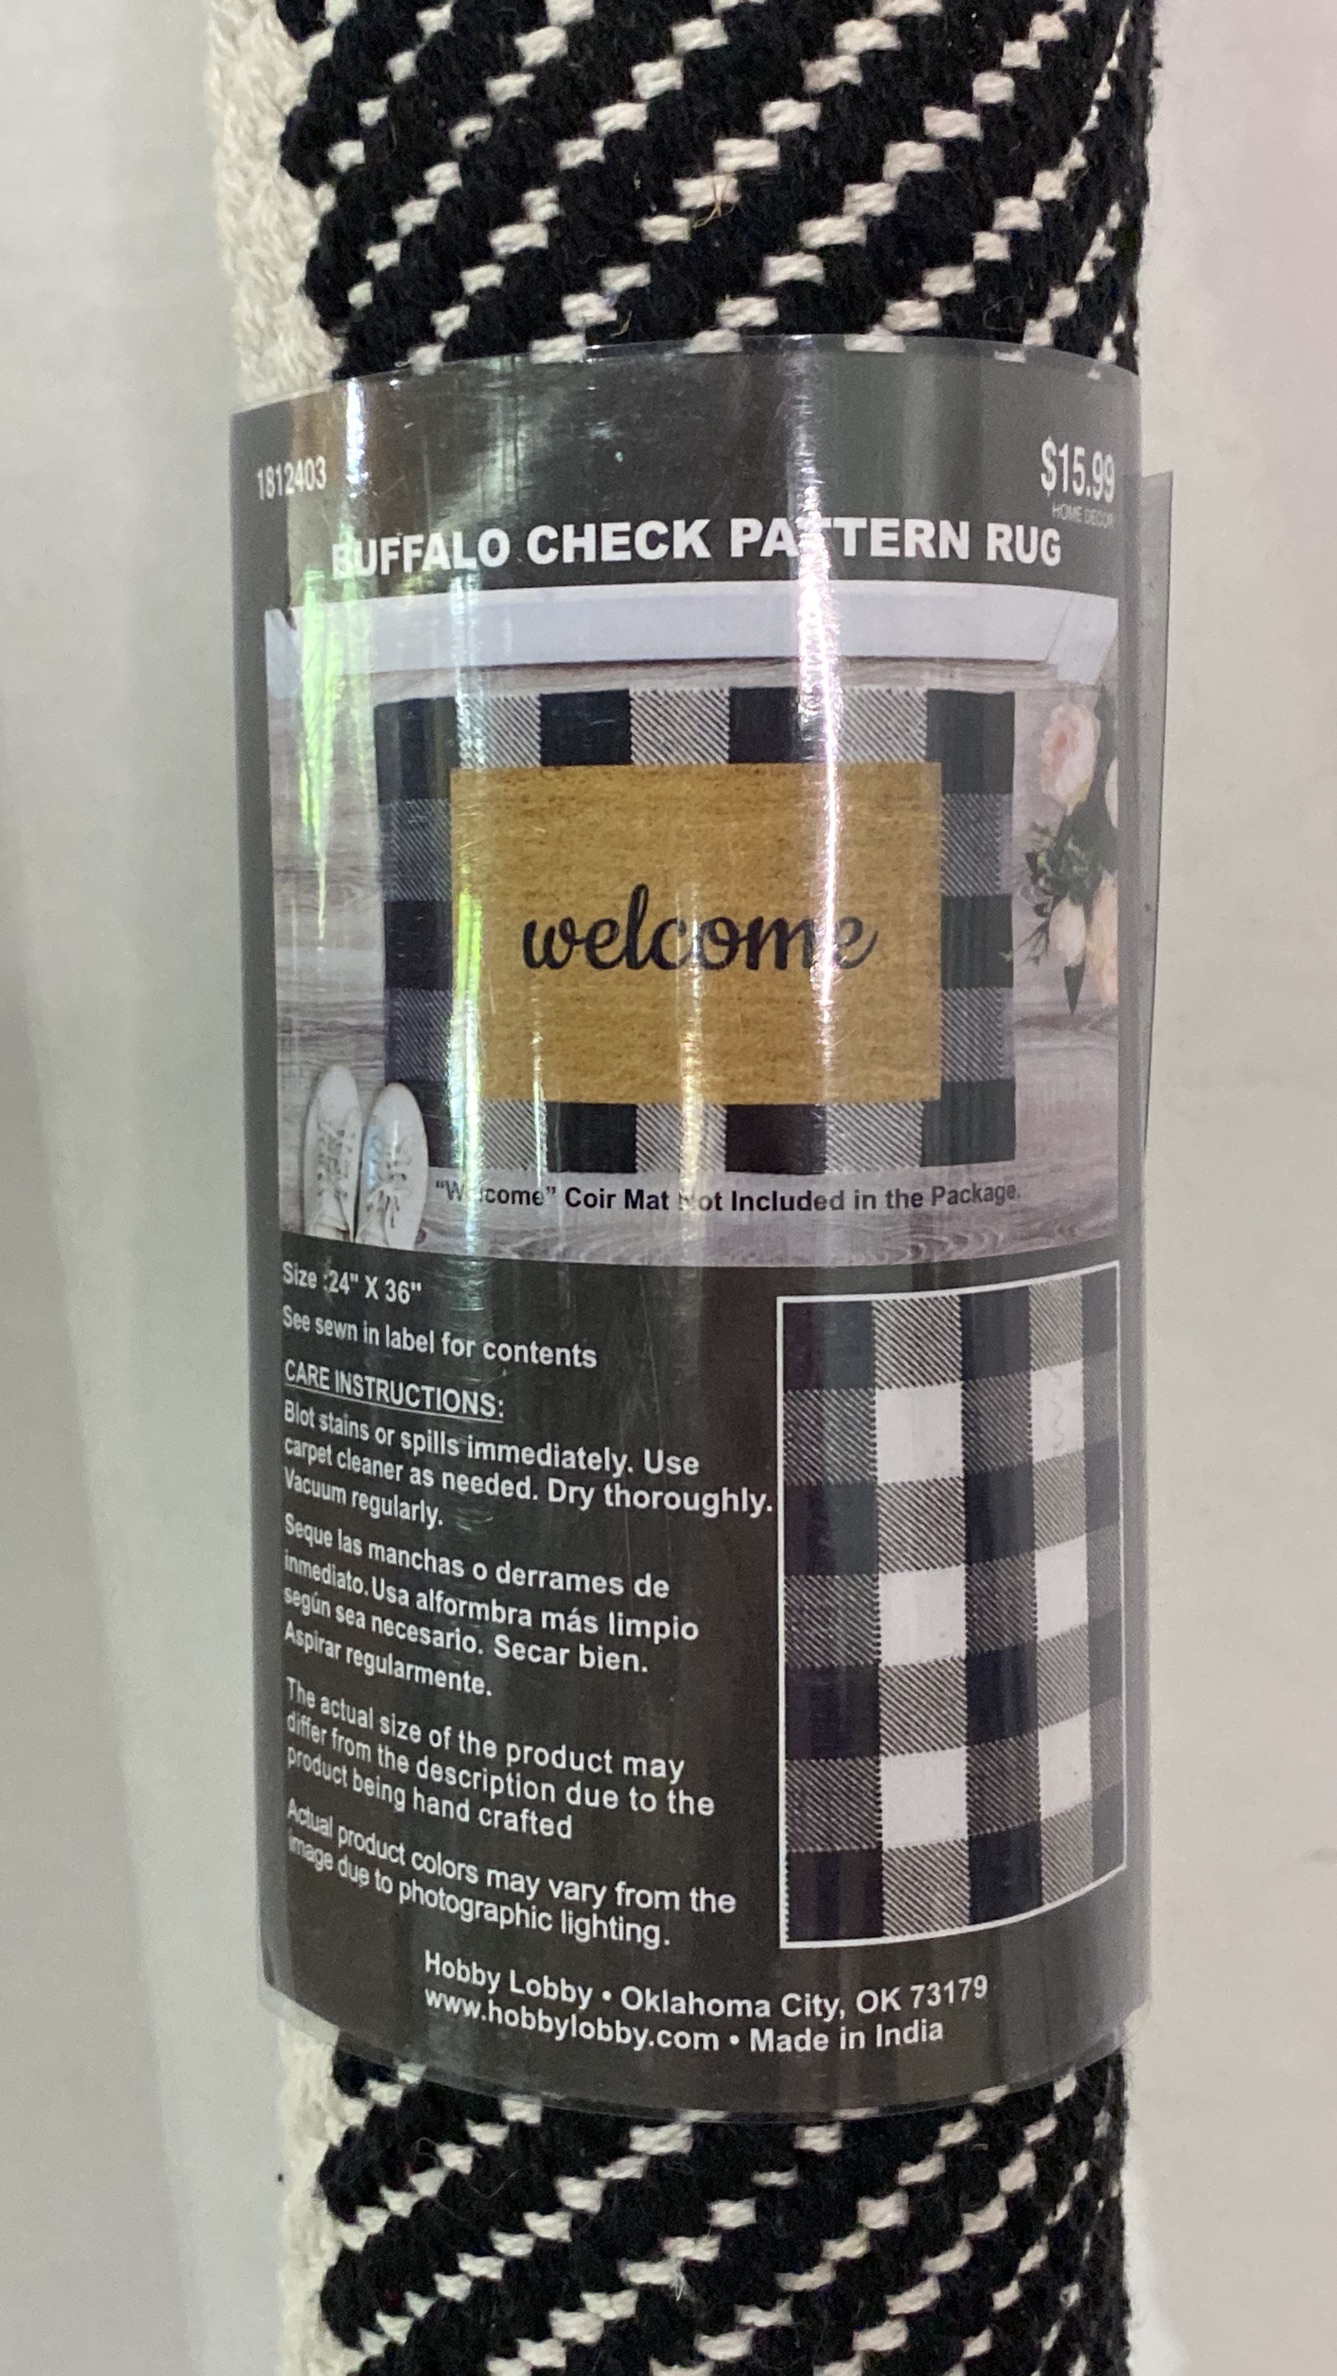 1812403
$15.99
HOME DECOR
BUFFALO CHECK PATTERN RUG
welcome
"Welcome" Coir Mat Not Included in the Package.
Size :24" X 36"
See sewn in label for contents
CARE INSTRUCTIONS:
Blot stains or spills immediately. Use
carpet cleaner as needed. Dry thoroughly.
Vacuum regularly.
Seque las manchas o derrames de
inmediato. Usa alformbra más limpio
según sea necesario. Secar bien.
Aspirar regularmente.
The actual size of the product may
differ from the description due to the
product being hand crafted
Actual product colors may vary from the
image due to photographic lighting.
Hobby Lobby • Oklahoma City, OK 73179
www.hobbylobby.com • Made in India